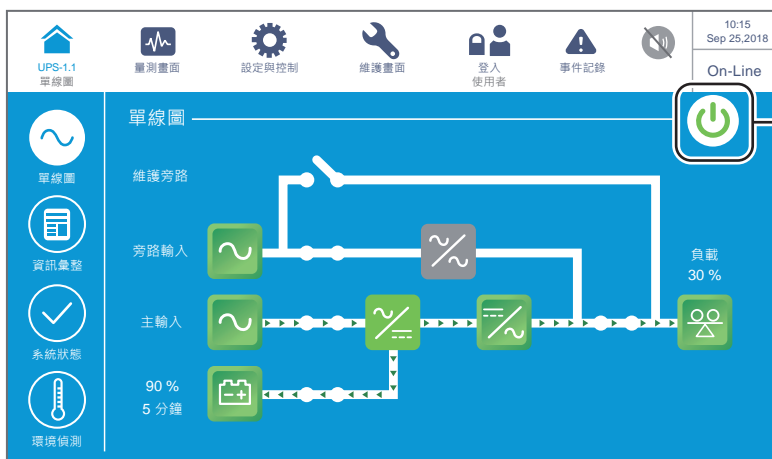 UPS-1.1
單線圖
量測畫面
設定與控制
維護畫面
登入
使用者
事件記錄
10:15
Sep 25,2018
On-Line
單線圖
資訊彙整
系統狀態
環境偵測
單線圖
維護旁路
旁路輸入
主輸入
90 %
5 分鐘
負載
30 %